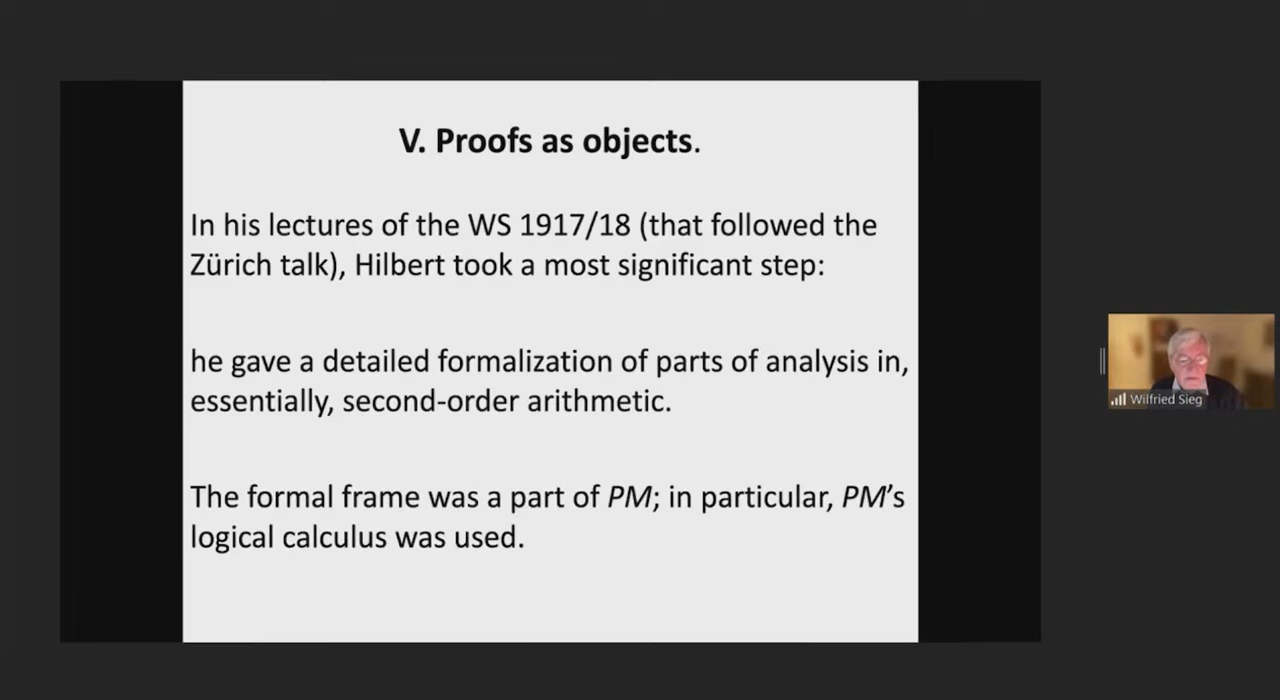 V. Proofs as objects.
In his lectures of the WS 1917/18 (that followed the
Zürich talk), Hilbert took a most significant step:
he gave a detailed formalization of parts of analysis in,
essentially, second-order arithmetic.
The formal frame was a part of PM; in particular, PM’s
logical calculus was used.
Wilfried Sieg